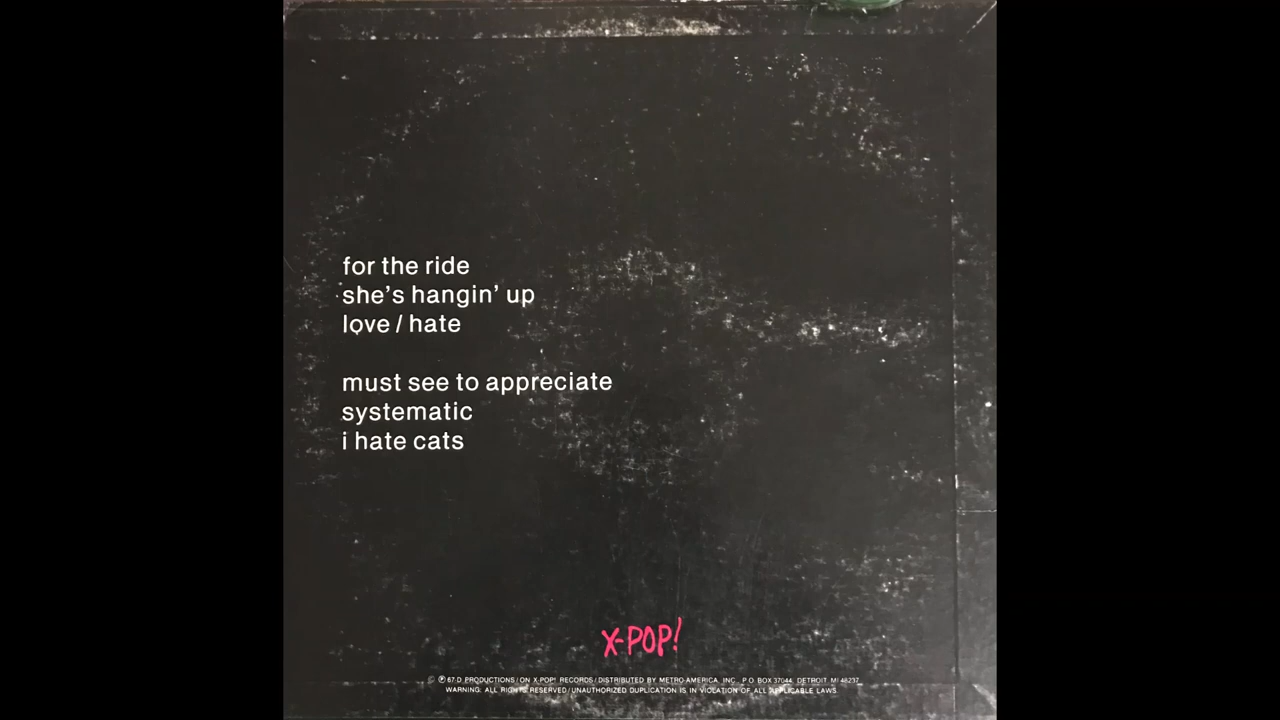 for the ride
she's hangin' up
love / hate
must see to appreciate
systematic
i hate cats
X-POP!
© ℗ 67 D PRODUCTIONS / ON X-POP! RECORDS / DISTRIBUTED BY METRO-AMERICA, INC., P.O. BOX 37044, DETROIT, MI 48237
WARNING: ALL RIGHTS RESERVED / UNAUTHORIZED DUPLICATION IS IN VIOLATION OF ALL APPLICABLE LAWS.